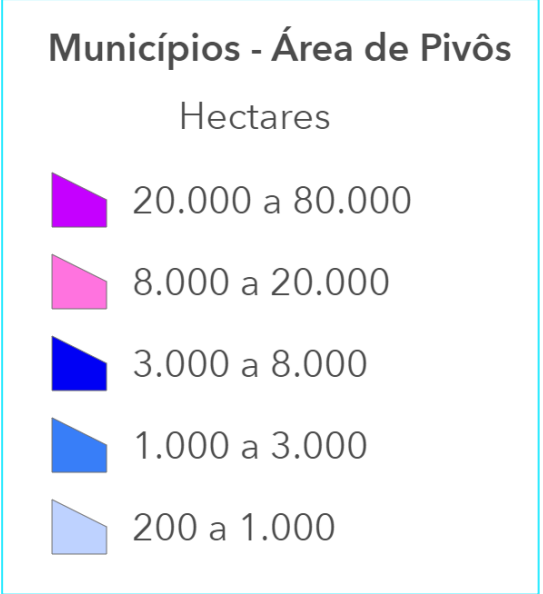 Municípios - Área de Pivôs
Hectares
20.000 a 80.000
8.000 a 20.000
3.000 a 8.000
1.000 a 3.000
200 a 1.000